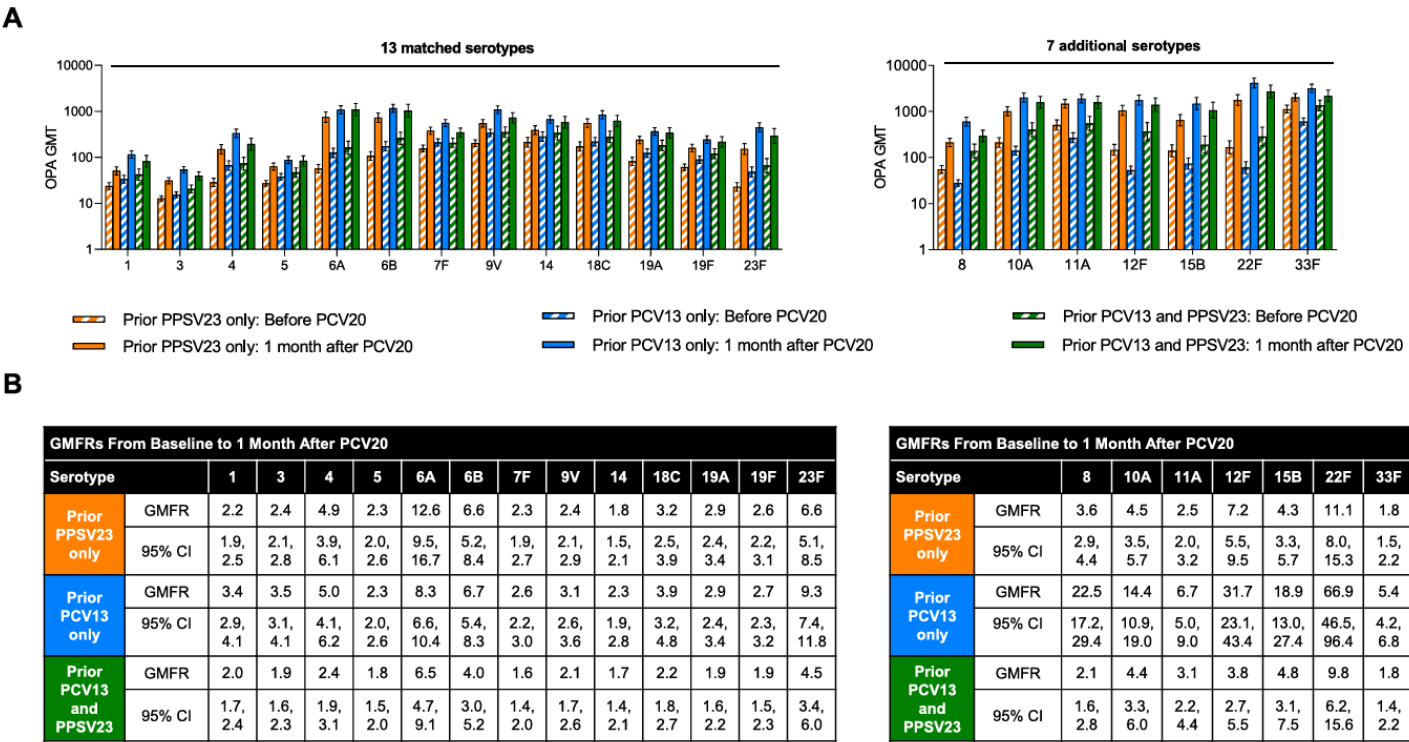 A
13 matched serotypes
10000
1000
100
10
1
OPA GMT
1 3 4 5 6A 6B 7F 9V 14 18C 19A 19F 23F
7 additional serotypes
10000
1000
100
10
1
OPA GMT
8 10A 11A 12F 15B 22F 33F
Prior PPSV23 only: Before PCV20
Prior PPSV23 only: 1 month after PCV20
Prior PCV13 only: Before PCV20
Prior PCV13 only: 1 month after PCV20
Prior PCV13 and PPSV23: Before PCV20
Prior PCV13 and PPSV23: 1 month after PCV20
B
GMFRs From Baseline to 1 Month After PCV20
Serotype 1 3 4 5 6A 6B 7F 9V 14 18C 19A 19F 23F
Prior
PPSV23
only
GMFR 2.2 2.4 4.9 2.3 12.6 6.6 2.3 2.4 1.8 3.2 2.9 2.6 6.6
95% CI
1.9, 2.1, 3.9, 2.0, 9.5, 5.2, 1.9, 2.1, 1.5, 2.5, 2.4, 2.2, 5.1,
2.5 2.8 6.1 2.6 16.7 8.4 2.7 2.9 2.1 3.9 3.4 3.1 8.5
Prior
PCV13
only
GMFR 3.4 3.5 5.0 2.3 8.3 6.7 2.6 3.1 2.3 3.9 2.9 2.7 9.3
95% CI
2.9, 3.1, 4.1, 2.0, 6.6, 5.4, 2.2, 2.6, 1.9, 3.2, 2.4, 2.3, 7.4,
4.1 4.1 6.2 2.6 10.4 8.3 3.0 3.6 2.8 4.8 3.4 3.2 11.8
Prior
PCV13
and
PPSV23
GMFR 2.0 1.9 2.4 1.8 6.5 4.0 1.6 2.1 1.7 2.2 1.9 1.9 4.5
95% CI
1.7, 1.6, 1.9, 1.5, 4.7, 3.0, 1.4, 1.7, 1.4, 1.8, 1.6, 1.5, 3.4,
2.4 2.3 3.1 2.0 9.1 5.2 2.0 2.6 2.1 2.7 2.2 2.3 6.0
GMFRs From Baseline to 1 Month After PCV20
Serotype 8 10A 11A 12F 15B 22F 33F
Prior
PPSV23
only
GMFR 3.6 4.5 2.5 7.2 4.3 11.1 1.8
95% CI
2.9, 3.5, 2.0, 5.5, 3.3, 8.0, 1.5,
4.4 5.7 3.2 9.5 5.7 15.3 2.2
Prior
PCV13
only
GMFR 22.5 14.4 6.7 31.7 18.9 66.9 5.4
95% CI
17.2, 10.9, 5.0, 23.1, 13.0, 46.5, 4.2,
29.4 19.0 9.0 43.4 27.4 96.4 6.8
Prior
PCV13
and
PPSV23
GMFR 2.1 4.4 3.1 3.8 4.8 9.8 1.8
95% CI
1.6, 3.3, 2.2, 2.7, 3.1, 6.2, 1.4,
2.8 6.0 4.4 5.5 7.5 15.6 2.2